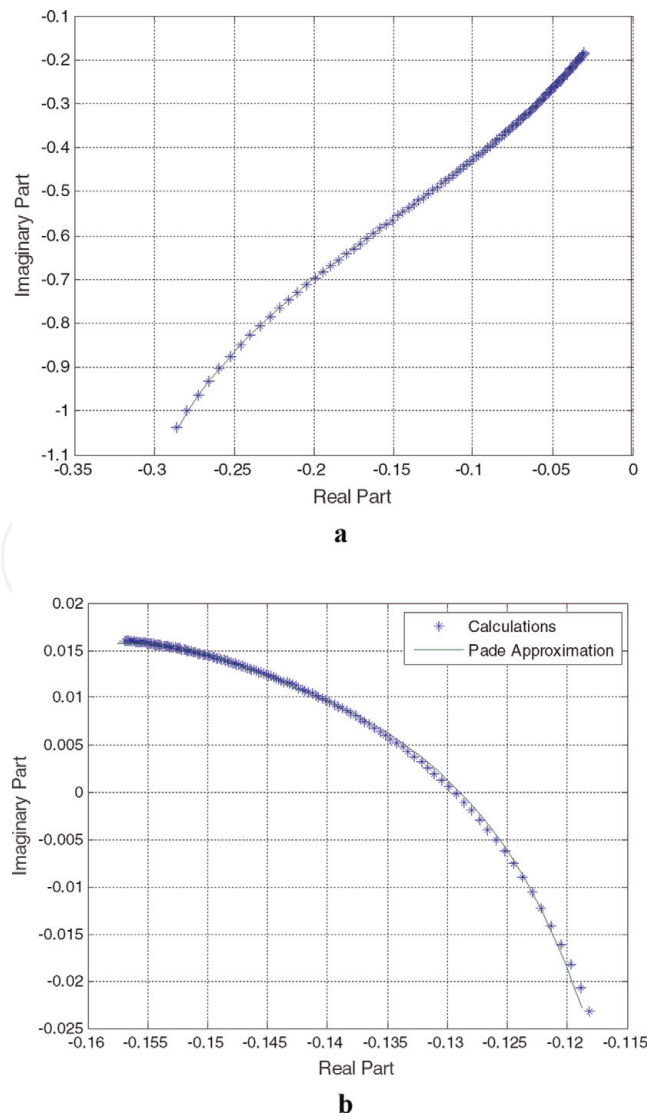 -0.1
-0.2
-0.3
-0.4
-0.5
-0.6
-0.7
-0.8
-0.9
-1
-1.1
Imaginary Part
-0.35 -0.3 -0.25 -0.2 -0.15 -0.1 -0.05 0
Real Part
a
0.02
0.015
0.01
0.005
0
-0.005
-0.01
-0.015
-0.02
-0.025
Imaginary Part
Calculations
Pade Approximation
-0.16 -0.155 -0.15 -0.145 -0.14 -0.135 -0.13 -0.125 -0.12 -0.115
Real Part
b